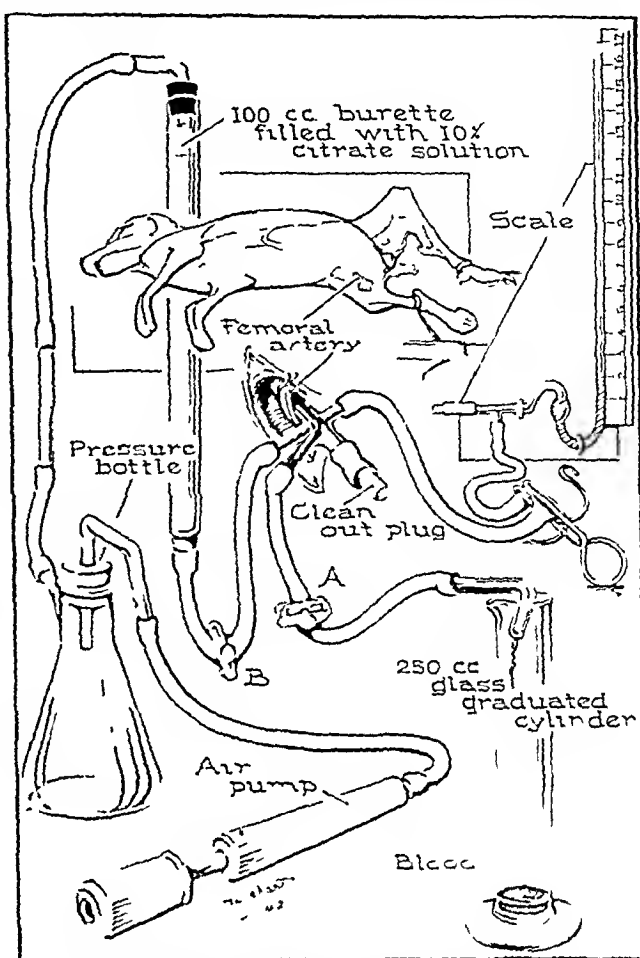 100 cc burette
filled with 10%
citrate solution
Scale
Femoral
artery
Pressure
bottle
Clean
out plug
A
B
250 cc
glass
graduated
cylinder
Air
pump